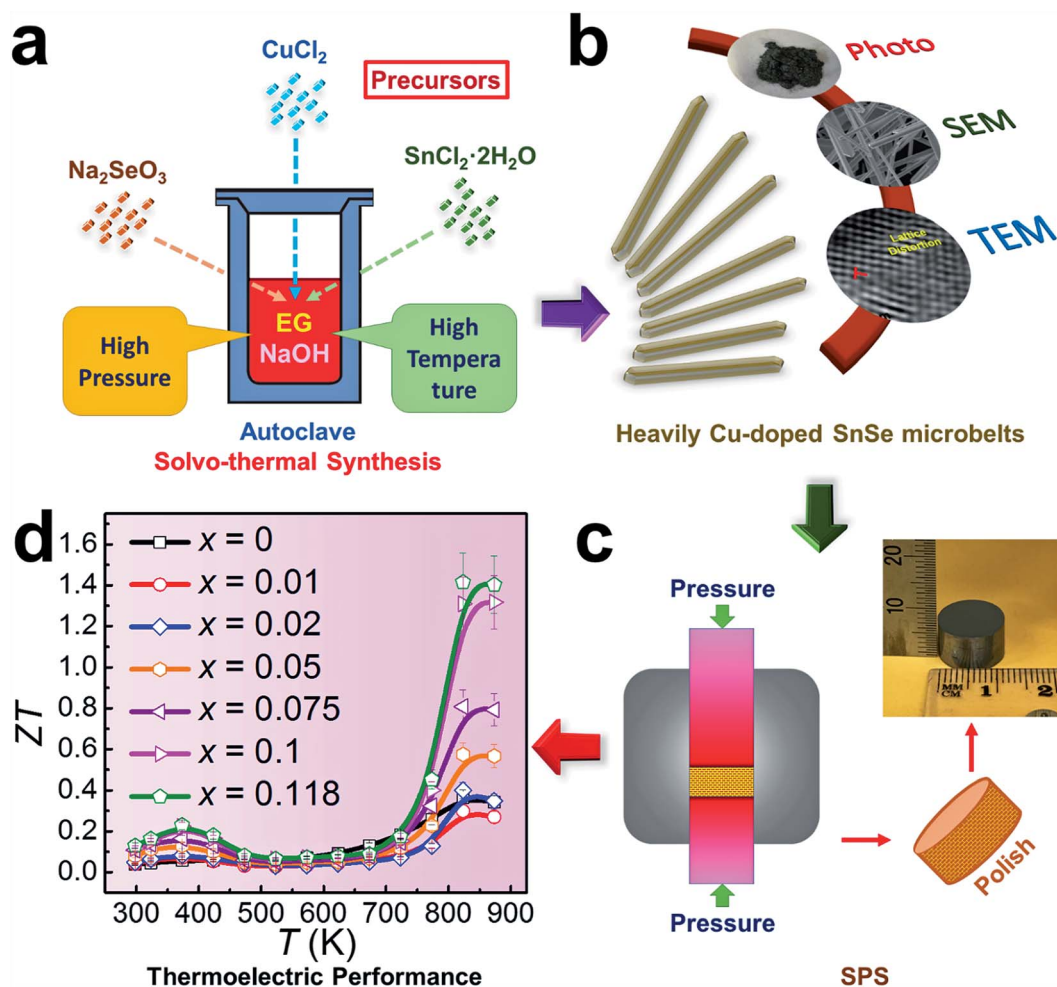 a
CuCl₂
Precursors
Na₂SeO₃
SnCl₂·2H₂O
EG
NaOH
High
Pressure
High
Tempera
ture
Autoclave
Solvo-thermal Synthesis
b
Photo
SEM
TEM
Lattice
Distortion
Heavily Cu-doped SnSe microbelts
c
Pressure
Pressure
20
10
MM
CM
1
2
Polish
SPS
d
x = 0
x = 0.01
x = 0.02
x = 0.05
x = 0.075
x = 0.1
x = 0.118
ZT
1.6
1.4
1.2
1.0
0.8
0.6
0.4
0.2
0.0
300 400 500 600 700 800 900
T (K)
Thermoelectric Performance